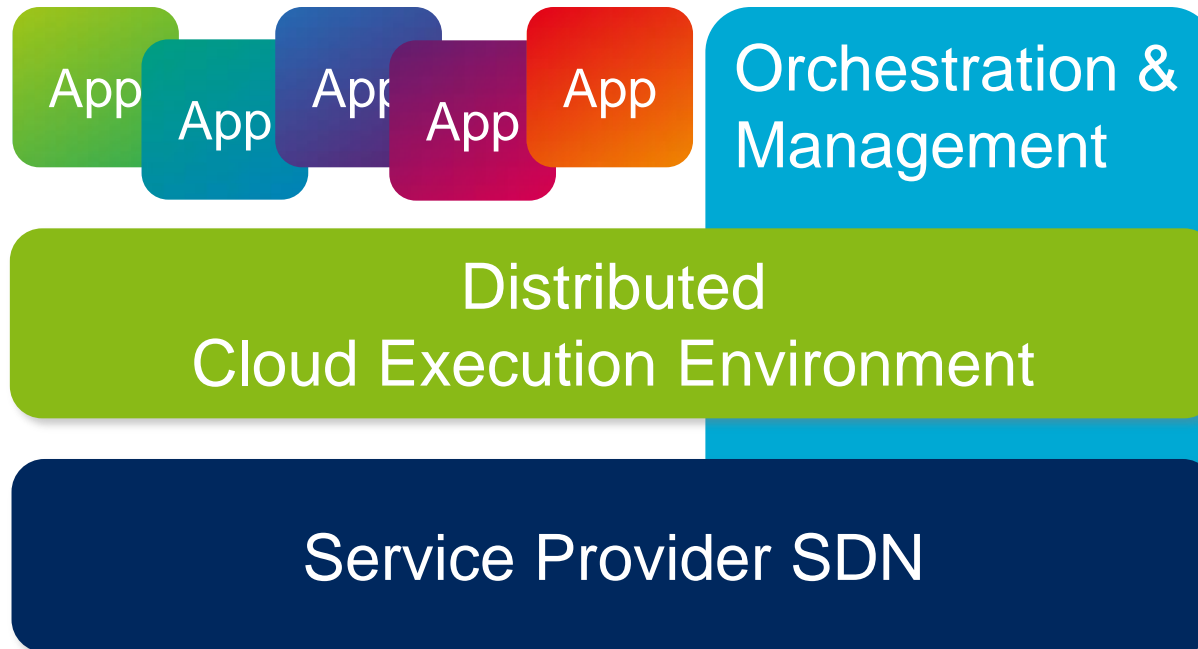 App
App
App
App
App
Orchestration &
Management
Distributed
Cloud Execution Environment
Service Provider SDN